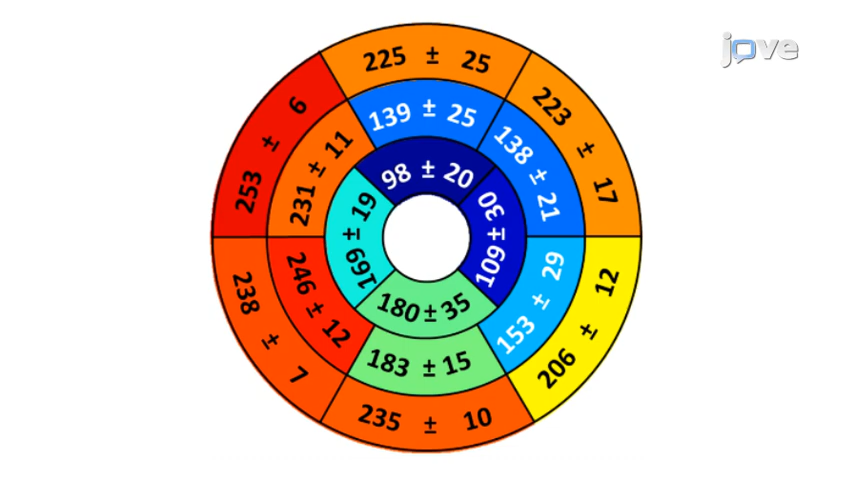 jove
225 ± 25
223 ± 17
206 ± 12
235 ± 10
238 ± 7
253 ± 6
139 ± 25
138 ± 21
153 ± 29
183 ± 15
246 ± 12
231 ± 11
98 ± 20
109 ± 30
180 ± 35
169 ± 19